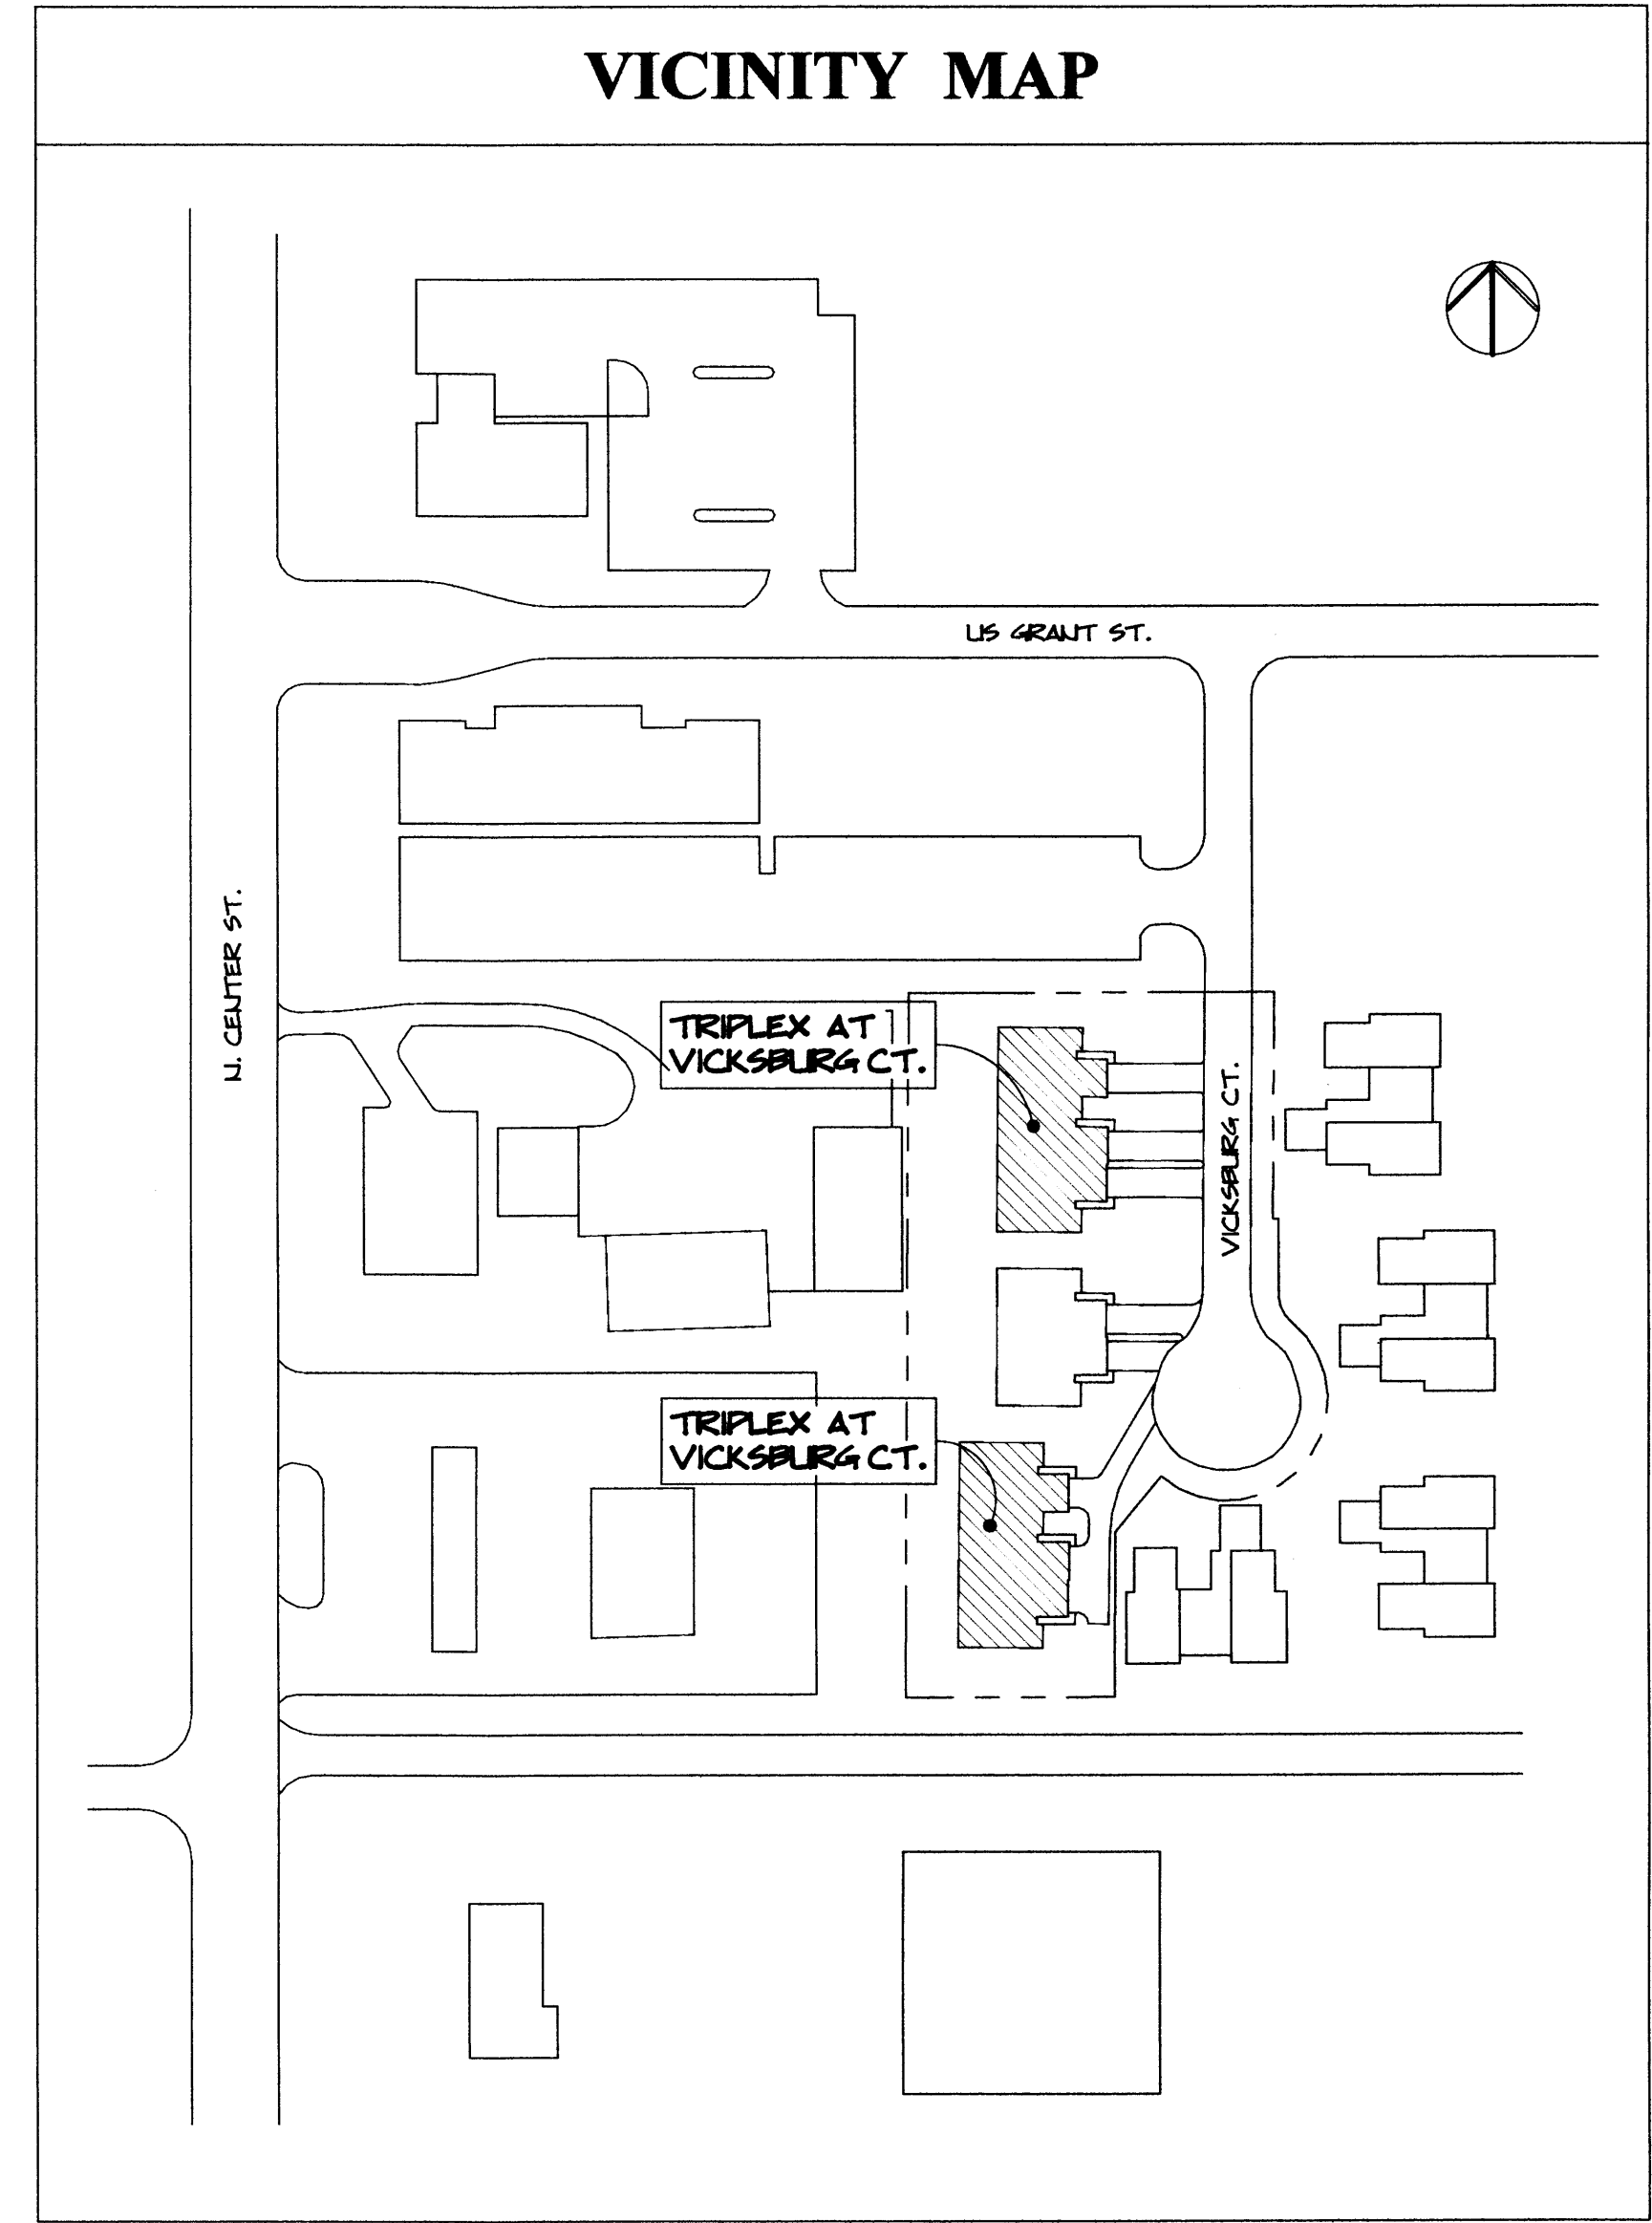 VICINITY MAP
US GRANT ST.
N. CENTER ST.
TRIPLEX AT
VICKSBURG CT.
VICKSBURG CT.
TRIPLEX AT
VICKSBURG CT.